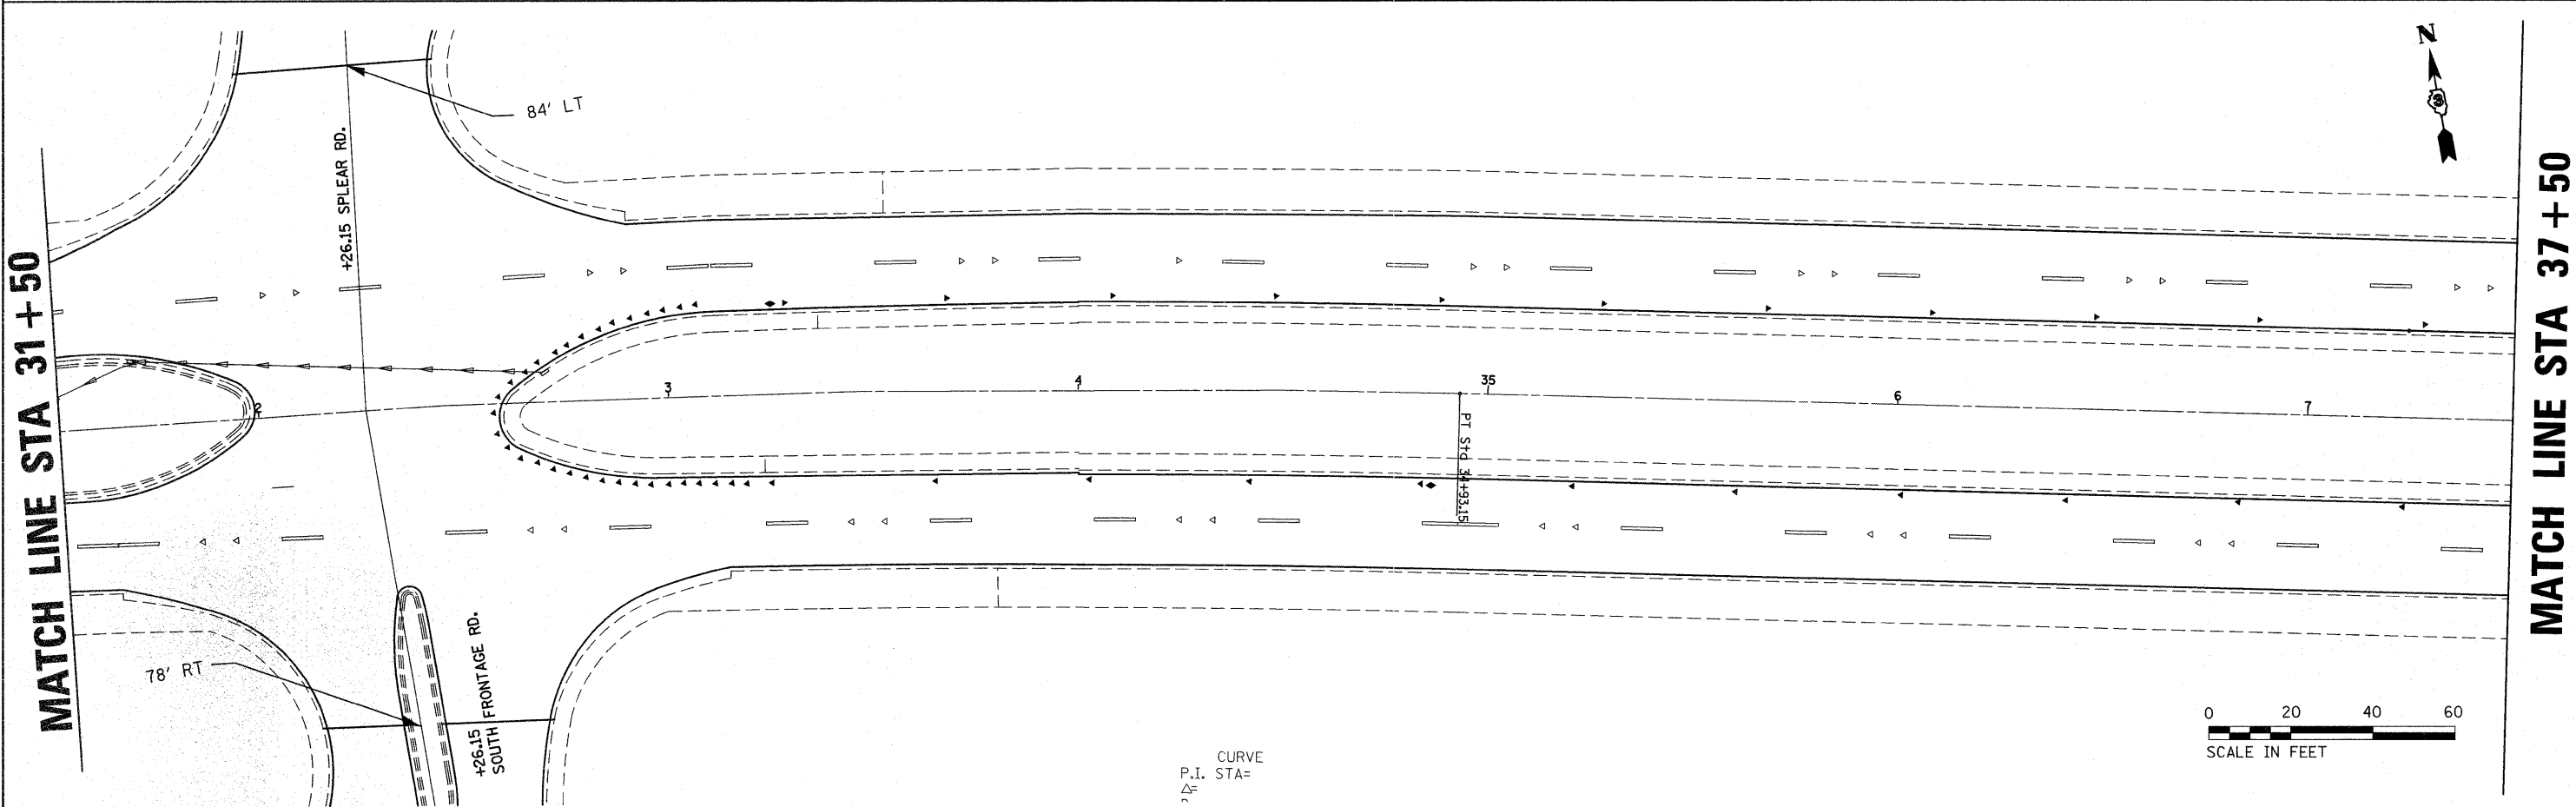 N
84' LT
+26.15 SPLEAR RD.
MATCH LINE STA 31+50
MATCH LINE STA 37+50
2
3
4
35
6
7
PT Sta 34+93.15
78' RT
+26.15
SOUTH FRONTAGE RD.
0 20 40 60
SCALE IN FEET
CURVE
P.I. STA=
Δ=